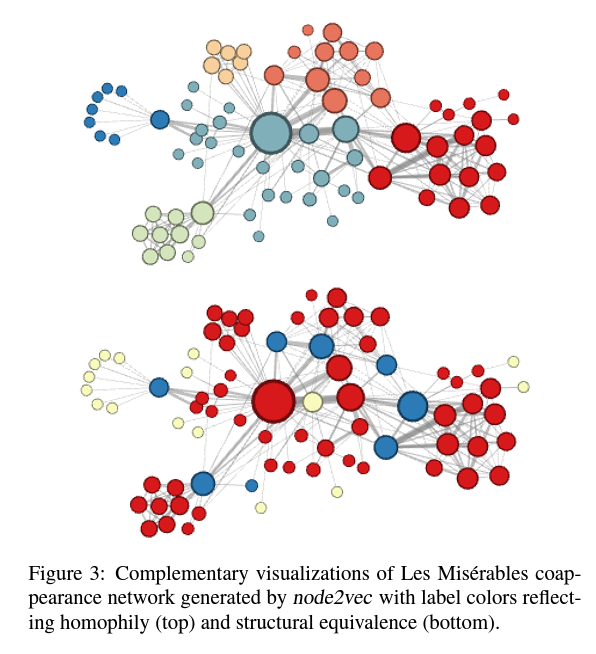 Figure 3: Complementary visualizations of Les Misérables coap-
pearance network generated by node2vec with label colors reflect-
ing homophily (top) and structural equivalence (bottom).